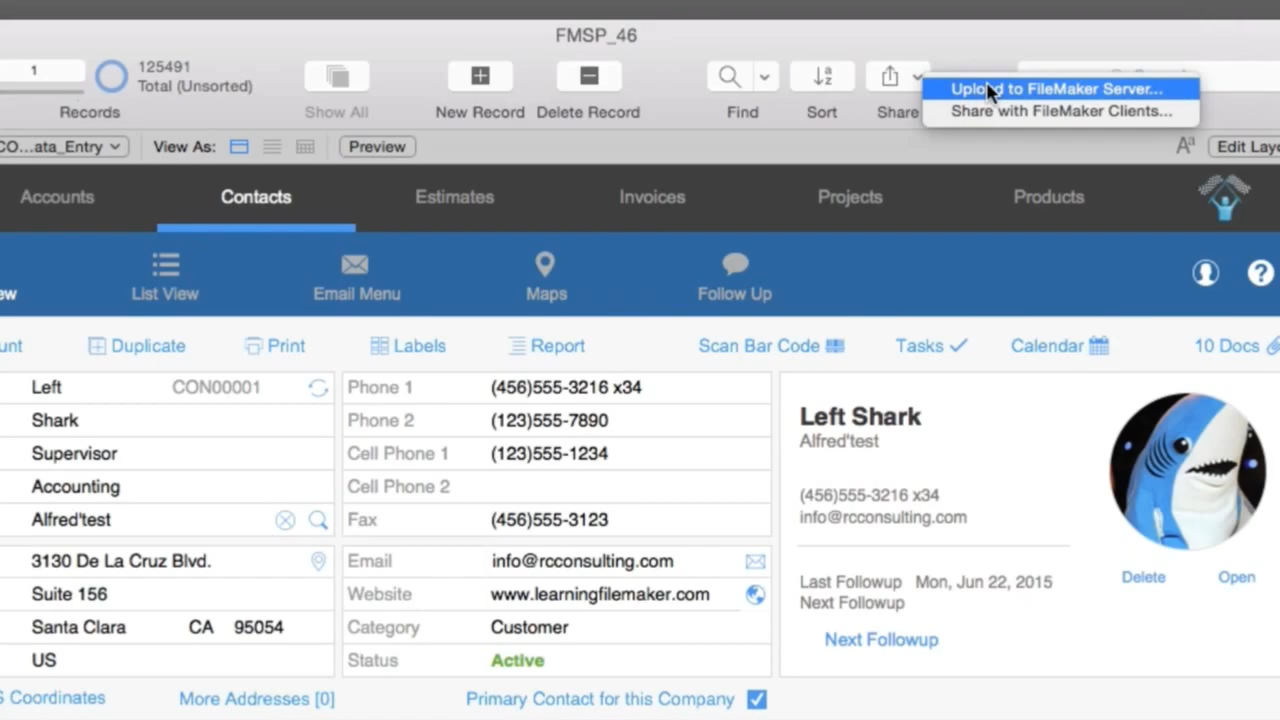 FMSP_46
1
125491
Total (Unsorted)
Records
Show All
New Record
Delete Record
Find
Sort
Share
Upload to FileMaker Server...
Share with FileMaker Clients...
CO...ata_Entry
View As:
Preview
Aa
Edit Layo
Accounts
Contacts
Estimates
Invoices
Projects
Products
ew
List View
Email Menu
Maps
Follow Up
?
unt
Duplicate
Print
Labels
Report
Scan Bar Code
Tasks
Calendar
10 Docs
Left CON00001
Shark
Supervisor
Accounting
Alfred'test
3130 De La Cruz Blvd.
Suite 156
Santa Clara CA 95054
US
S Coordinates
More Addresses [0]
Phone 1 (456)555-3216 x34
Phone 2 (123)555-7890
Cell Phone 1 (123)555-1234
Cell Phone 2
Fax (456)555-3123
Email info@rcconsulting.com
Website www.learningfilemaker.com
Category Customer
Status Active
Primary Contact for this Company
Left Shark
Alfred'test
(456)555-3216 x34
info@rcconsulting.com
Last Followup Mon, Jun 22, 2015
Next Followup
Next Followup
Delete
Open